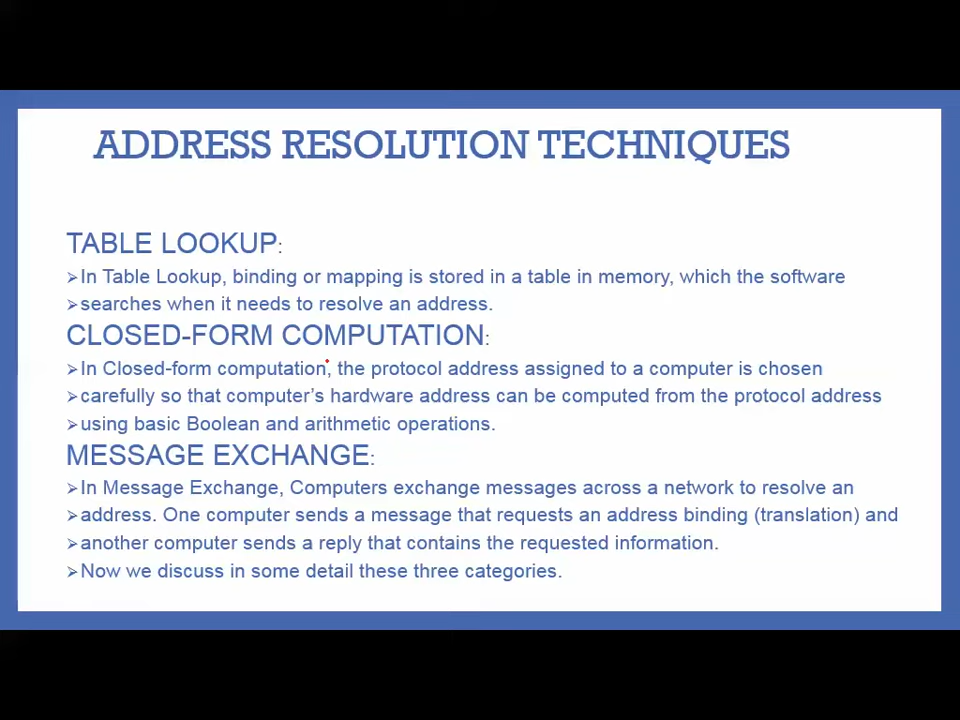 ADDRESS RESOLUTION TECHNIQUES
TABLE LOOKUP:
➢In Table Lookup, binding or mapping is stored in a table in memory, which the software
➢searches when it needs to resolve an address.
CLOSED-FORM COMPUTATION:
➢In Closed-form computation, the protocol address assigned to a computer is chosen
➢carefully so that computer's hardware address can be computed from the protocol address
➢using basic Boolean and arithmetic operations.
MESSAGE EXCHANGE:
➢In Message Exchange, Computers exchange messages across a network to resolve an
➢address. One computer sends a message that requests an address binding (translation) and
➢another computer sends a reply that contains the requested information.
➢Now we discuss in some detail these three categories.